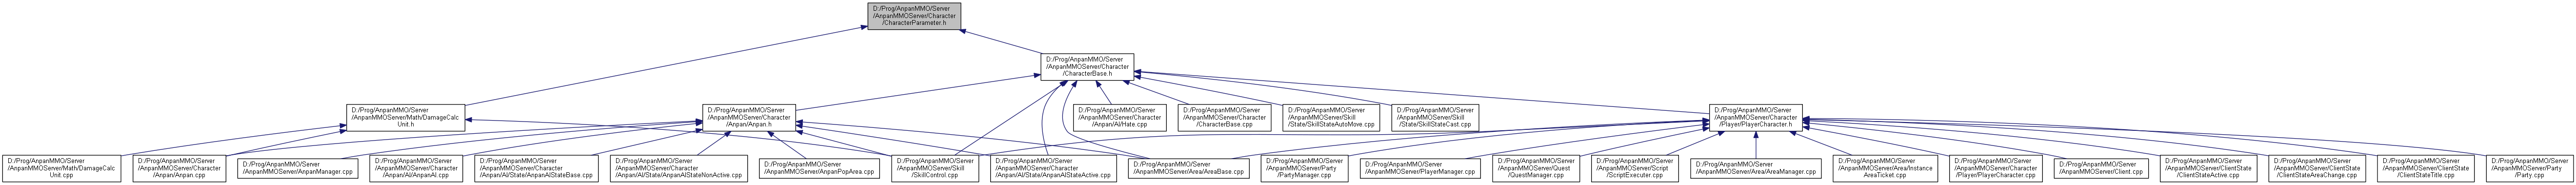 D:/Prog/AnpanMMO/Server
/AnpanMMOServer/Character
/CharacterParameter.h
D:/Prog/AnpanMMO/Server
/AnpanMMOServer/Character
/CharacterBase.h
D:/Prog/AnpanMMO/Server
/AnpanMMOServer/Math/DamageCalc
Unit.h
D:/Prog/AnpanMMO/Server
/AnpanMMOServer/Character
/Anpan/Anpan.h
D:/Prog/AnpanMMO/Server
/AnpanMMOServer/Character
/Anpan/AI/Hate.cpp
D:/Prog/AnpanMMO/Server
/AnpanMMOServer/Character
/CharacterBase.cpp
D:/Prog/AnpanMMO/Server
/AnpanMMOServer/Skill
/State/SkillStateAutoMove.cpp
D:/Prog/AnpanMMO/Server
/AnpanMMOServer/Skill
/State/SkillStateCast.cpp
D:/Prog/AnpanMMO/Server
/AnpanMMOServer/Character
/Player/PlayerCharacter.h
D:/Prog/AnpanMMO/Server
/AnpanMMOServer/Math/DamageCalc
Unit.cpp
D:/Prog/AnpanMMO/Server
/AnpanMMOServer/Character
/Anpan/Anpan.cpp
D:/Prog/AnpanMMO/Server
/AnpanMMOServer/AnpanManager.cpp
D:/Prog/AnpanMMO/Server
/AnpanMMOServer/Character
/Anpan/AI/AnpanAI.cpp
D:/Prog/AnpanMMO/Server
/AnpanMMOServer/Character
/Anpan/AI/State/AnpanAIStateBase.cpp
D:/Prog/AnpanMMO/Server
/AnpanMMOServer/Character
/Anpan/AI/State/AnpanAIStateNonActive.cpp
D:/Prog/AnpanMMO/Server
/AnpanMMOServer/AnpanPopArea.cpp
D:/Prog/AnpanMMO/Server
/AnpanMMOServer/Skill
/SkillControl.cpp
D:/Prog/AnpanMMO/Server
/AnpanMMOServer/Character
/Anpan/AI/State/AnpanAIStateActive.cpp
D:/Prog/AnpanMMO/Server
/AnpanMMOServer/Area/AreaBase.cpp
D:/Prog/AnpanMMO/Server
/AnpanMMOServer/Party
/PartyManager.cpp
D:/Prog/AnpanMMO/Server
/AnpanMMOServer/PlayerManager.cpp
D:/Prog/AnpanMMO/Server
/AnpanMMOServer/Quest
/QuestManager.cpp
D:/Prog/AnpanMMO/Server
/AnpanMMOServer/Script
/ScriptExecuter.cpp
D:/Prog/AnpanMMO/Server
/AnpanMMOServer/Area/AreaManager.cpp
D:/Prog/AnpanMMO/Server
/AnpanMMOServer/Area/Instance
AreaTicket.cpp
D:/Prog/AnpanMMO/Server
/AnpanMMOServer/Character
/Player/PlayerCharacter.cpp
D:/Prog/AnpanMMO/Server
/AnpanMMOServer/Client.cpp
D:/Prog/AnpanMMO/Server
/AnpanMMOServer/ClientState
/ClientStateActive.cpp
D:/Prog/AnpanMMO/Server
/AnpanMMOServer/ClientState
/ClientStateAreaChange.cpp
D:/Prog/AnpanMMO/Server
/AnpanMMOServer/ClientState
/ClientStateTitle.cpp
D:/Prog/AnpanMMO/Server
/AnpanMMOServer/Party
/Party.cpp